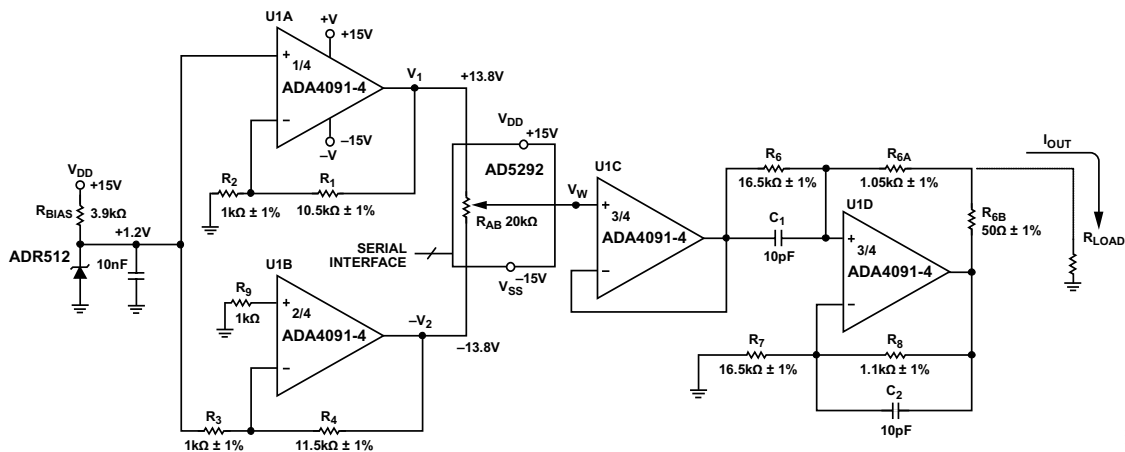 U1A
+V
+15V
+
1/4
ADA4091-4
−
V1
+13.8V
−15V
−V
R2
1kΩ ± 1%
R1
10.5kΩ ± 1%
VDD
+15V
RBIAS
3.9kΩ
+1.2V
ADR512
10nF
VDD
+15V
AD5292
RAB 20kΩ
VW
SERIAL
INTERFACE
−15V
VSS
U1B
R9
1kΩ
+
2/4
ADA4091-4
−
−V2
−13.8V
R3
1kΩ ± 1%
R4
11.5kΩ ± 1%
U1C
+
3/4
ADA4091-4
−
R6
16.5kΩ ± 1%
C1
10pF
R6A
1.05kΩ ± 1%
U1D
+
3/4
ADA4091-4
−
R6B
50Ω ± 1%
IOUT
RLOAD
R7
16.5kΩ ± 1%
R8
1.1kΩ ± 1%
C2
10pF